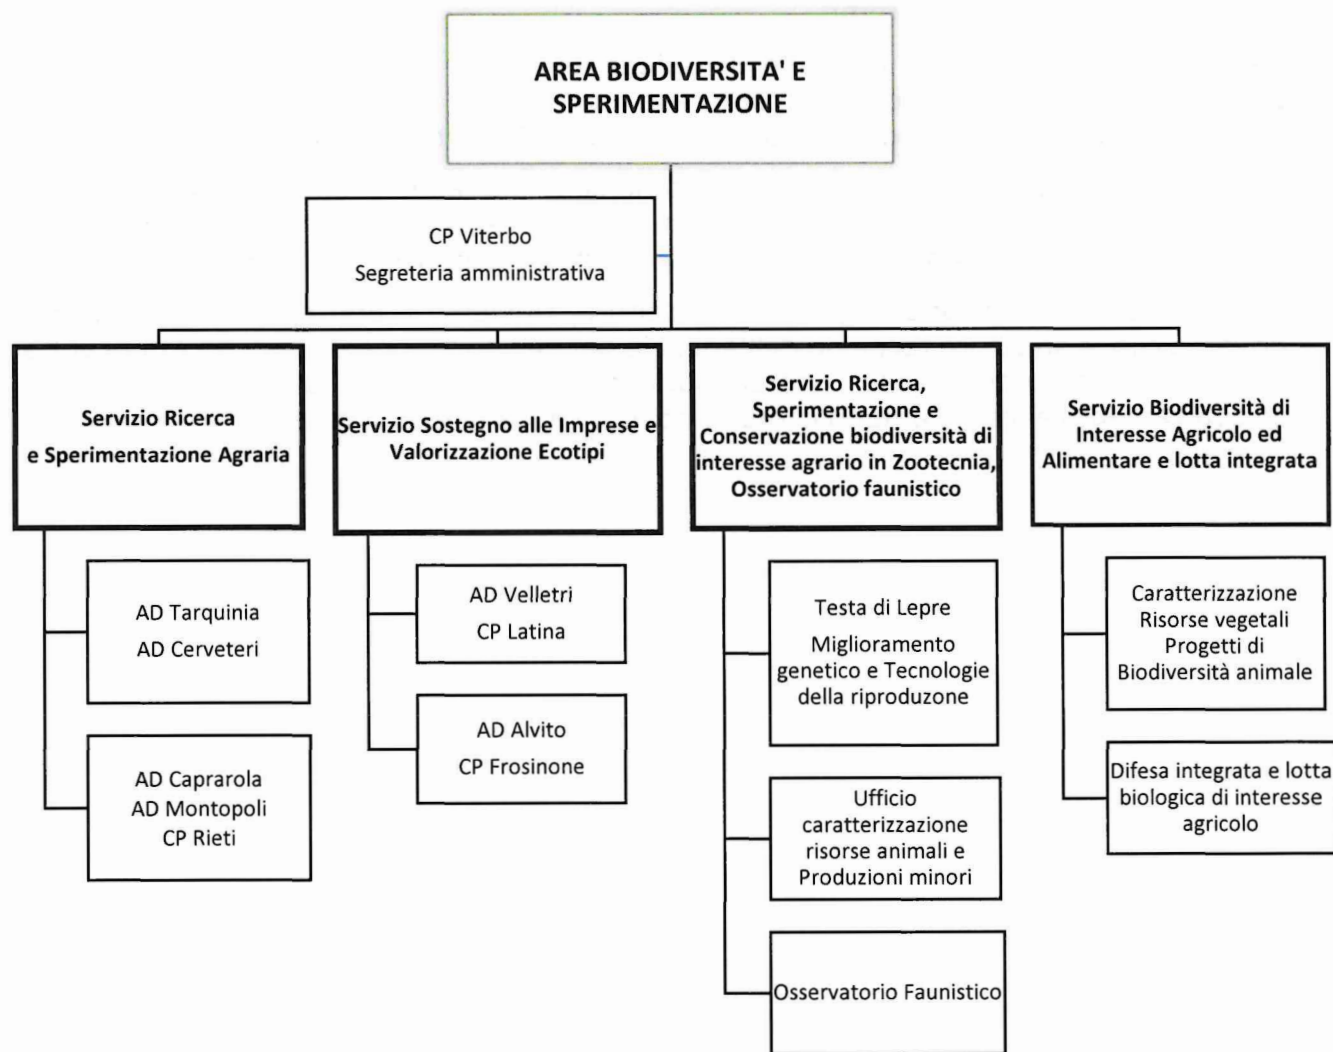 AREA BIODIVERSITA' E
SPERIMENTAZIONE
CP Viterbo
Segreteria amministrativa
Servizio Ricerca
e Sperimentazione Agraria
Servizio Sostegno alle Imprese e
Valorizzazione Ecotipi
Servizio Ricerca,
Sperimentazione e
Conservazione biodiversità di
interesse agrario in Zootecnia,
Osservatorio faunistico
Servizio Biodiversità di
Interesse Agricolo ed
Alimentare e lotta integrata
AD Tarquinia
AD Cerveteri
AD Caprarola
AD Montopoli
CP Rieti
AD Velletri
CP Latina
AD Alvito
CP Frosinone
Testa di Lepre
Miglioramento
genetico e Tecnologie
della riproduzone
Ufficio
caratterizzazione
risorse animali e
Produzioni minori
Osservatorio Faunistico
Caratterizzazione
Risorse vegetali
Progetti di
Biodiversità animale
Difesa integrata e lotta
biologica di interesse
agricolo